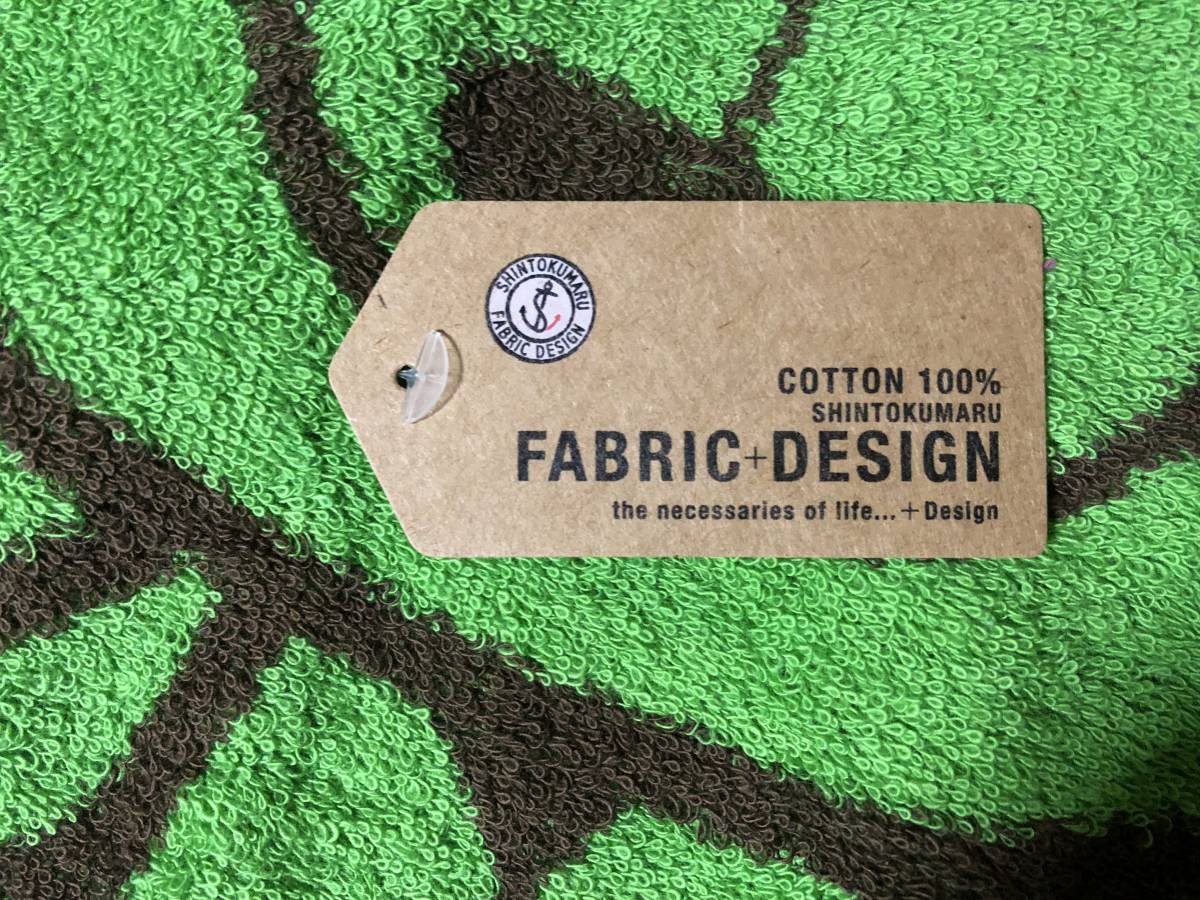 SHINTOKUMARU
FABRIC DESIGN
COTTON 100%
SHINTOKUMARU
FABRIC+DESIGN
the necessaries of life...+Design